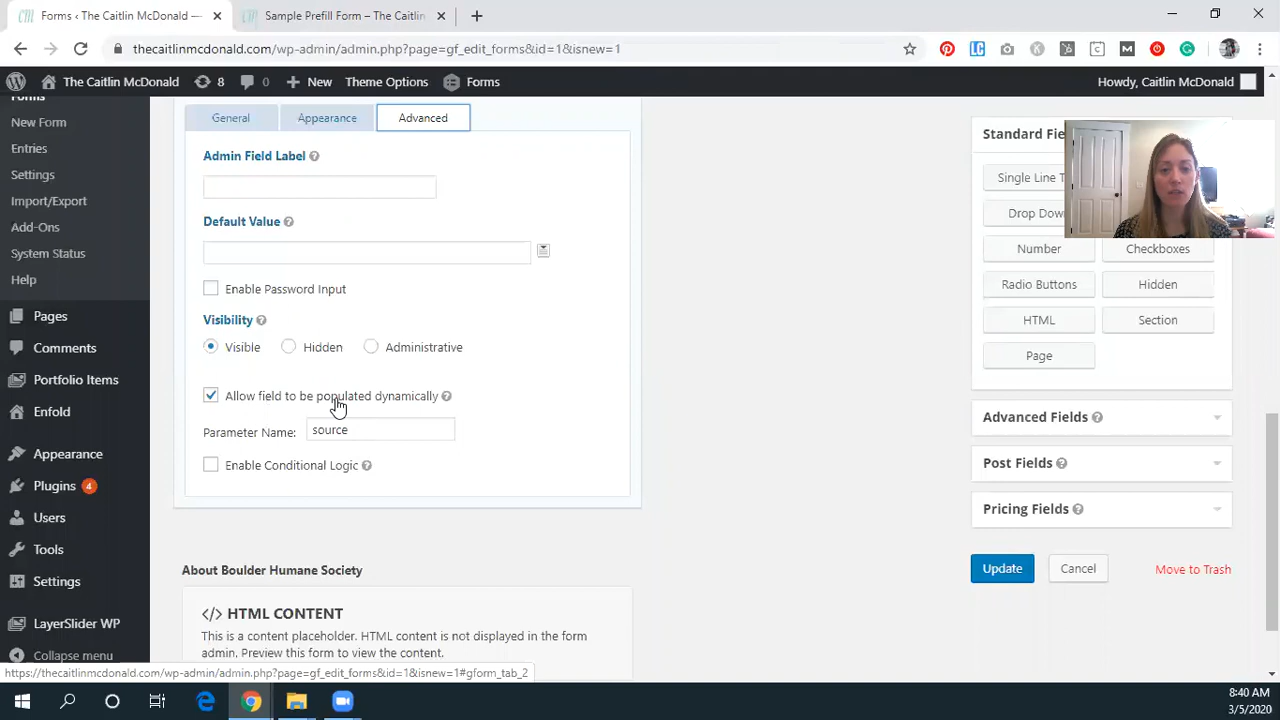 Forms ‹ The Caitlin McDonald —
Sample Prefill Form – The Caitlin
thecaitlinmcdonald.com/wp-admin/admin.php?page=gf_edit_forms&id=1&isnew=1
The Caitlin McDonald
8
0
New
Theme Options
Forms
Howdy, Caitlin McDonald
Forms
New Form
Entries
Settings
Import/Export
Add-Ons
System Status
Help
Pages
Comments
Portfolio Items
Enfold
Appearance
Plugins 4
Users
Tools
Settings
LayerSlider WP
Collapse menu
General
Appearance
Advanced
Admin Field Label
Default Value
Enable Password Input
Visibility
Visible
Hidden
Administrative
Allow field to be populated dynamically
Parameter Name:
source
Enable Conditional Logic
About Boulder Humane Society
</> HTML CONTENT
This is a content placeholder. HTML content is not displayed in the form
admin. Preview this form to view the content.
Standard Fie
Single Line T
Drop Dow
Number
Checkboxes
Radio Buttons
Hidden
HTML
Section
Page
Advanced Fields
Post Fields
Pricing Fields
Update
Cancel
Move to Trash
https://thecaitlinmcdonald.com/wp-admin/admin.php?page=gf_edit_forms&id=1&isnew=1#gform_tab_2
8:40 AM
3/5/2020